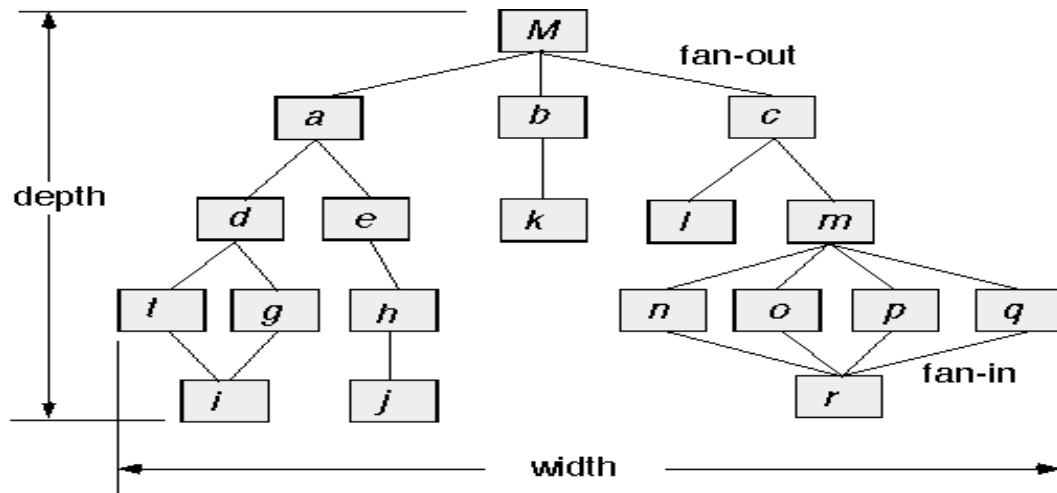 M
fan-out
a b c
depth
d e k l m
t g h n o p q
fan-in
i j r
width